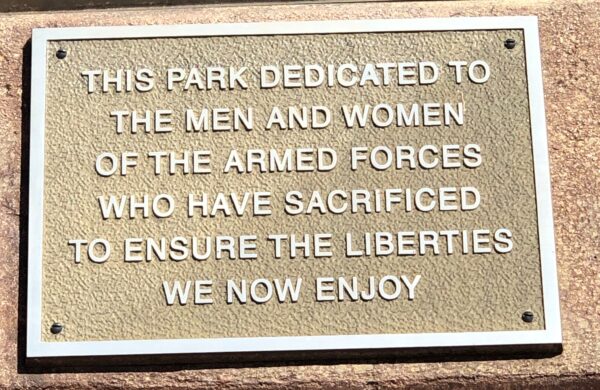 THIS PARK DEDICATED TO
THE MEN AND WOMEN
OF THE ARMED FORCES
WHO HAVE SACRIFICED
TO ENSURE THE LIBERTIES
WE NOW ENJOY